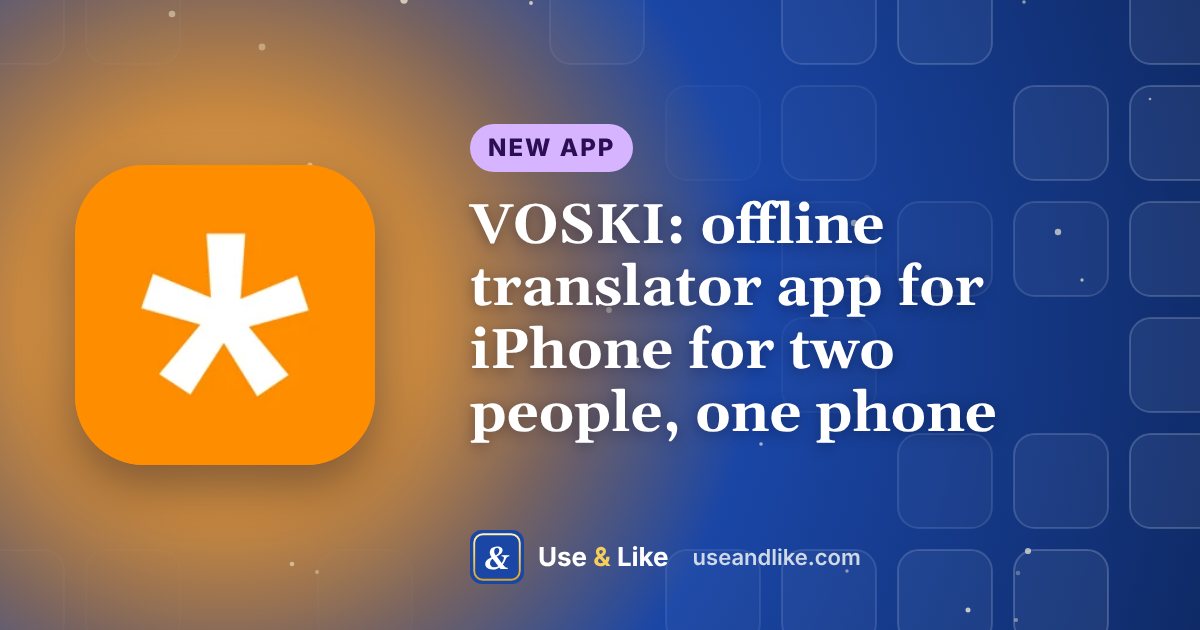 NEW APP
VOSKI: offline
translator app for
iPhone for two
people, one phone
& Use & Like useandlike.com